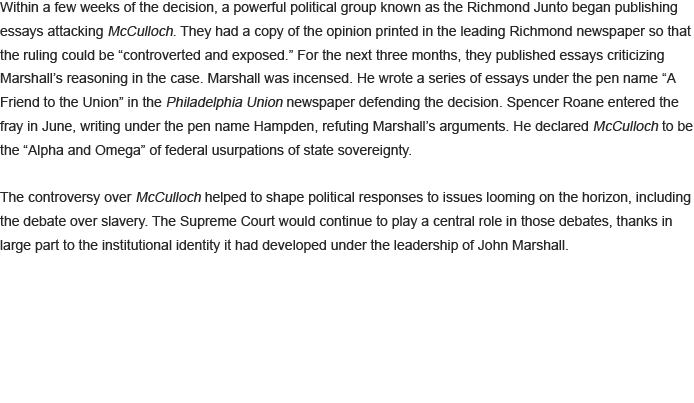 Within a few weeks of the decision, a powerful political group known as the Richmond Junto began publishing
essays attacking McCulloch. They had a copy of the opinion printed in the leading Richmond newspaper so that
the ruling could be “controverted and exposed.” For the next three months, they published essays criticizing
Marshall’s reasoning in the case. Marshall was incensed. He wrote a series of essays under the pen name “A
Friend to the Union” in the Philadelphia Union newspaper defending the decision. Spencer Roane entered the
fray in June, writing under the pen name Hampden, refuting Marshall’s arguments. He declared McCulloch to be
the “Alpha and Omega” of federal usurpations of state sovereignty.
The controversy over McCulloch helped to shape political responses to issues looming on the horizon, including
the debate over slavery. The Supreme Court would continue to play a central role in those debates, thanks in
large part to the institutional identity it had developed under the leadership of John Marshall.